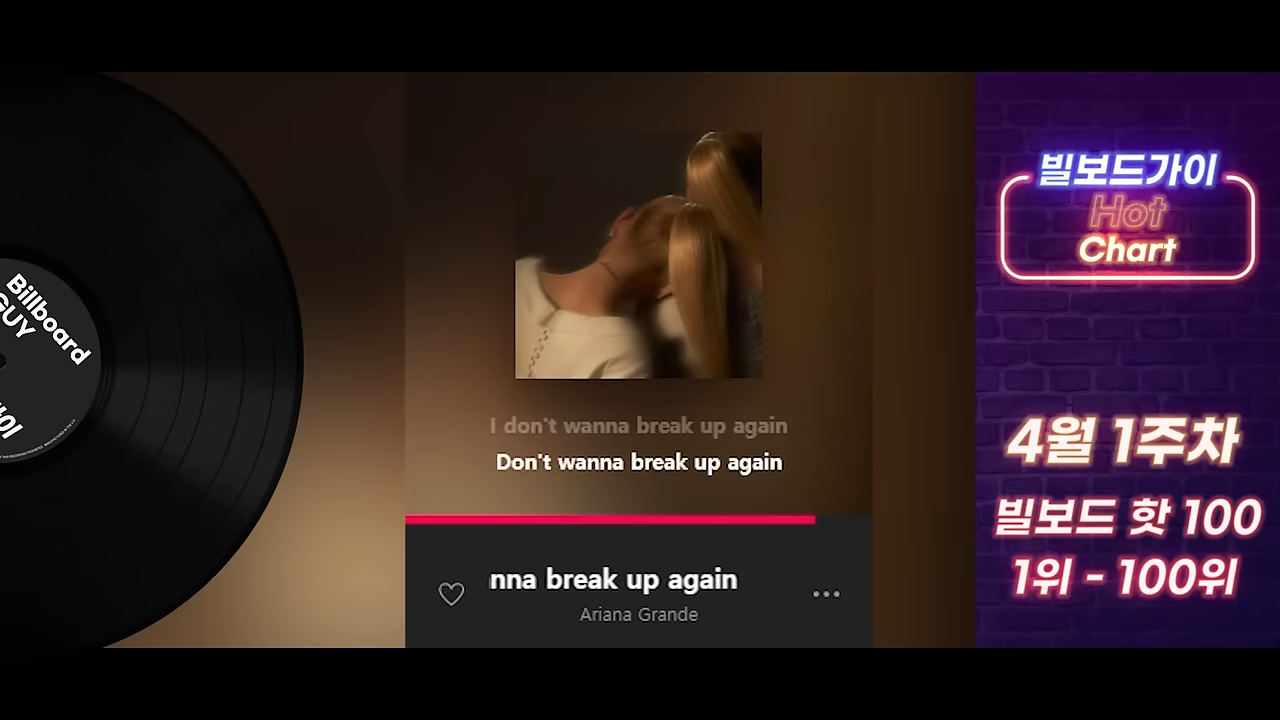 Billboard
GUY
I don't wanna break up again
Don't wanna break up again
nna break up again
Ariana Grande
빌보드가이
Hot
Chart
4월 1주차
빌보드 핫 100
1위 - 100위